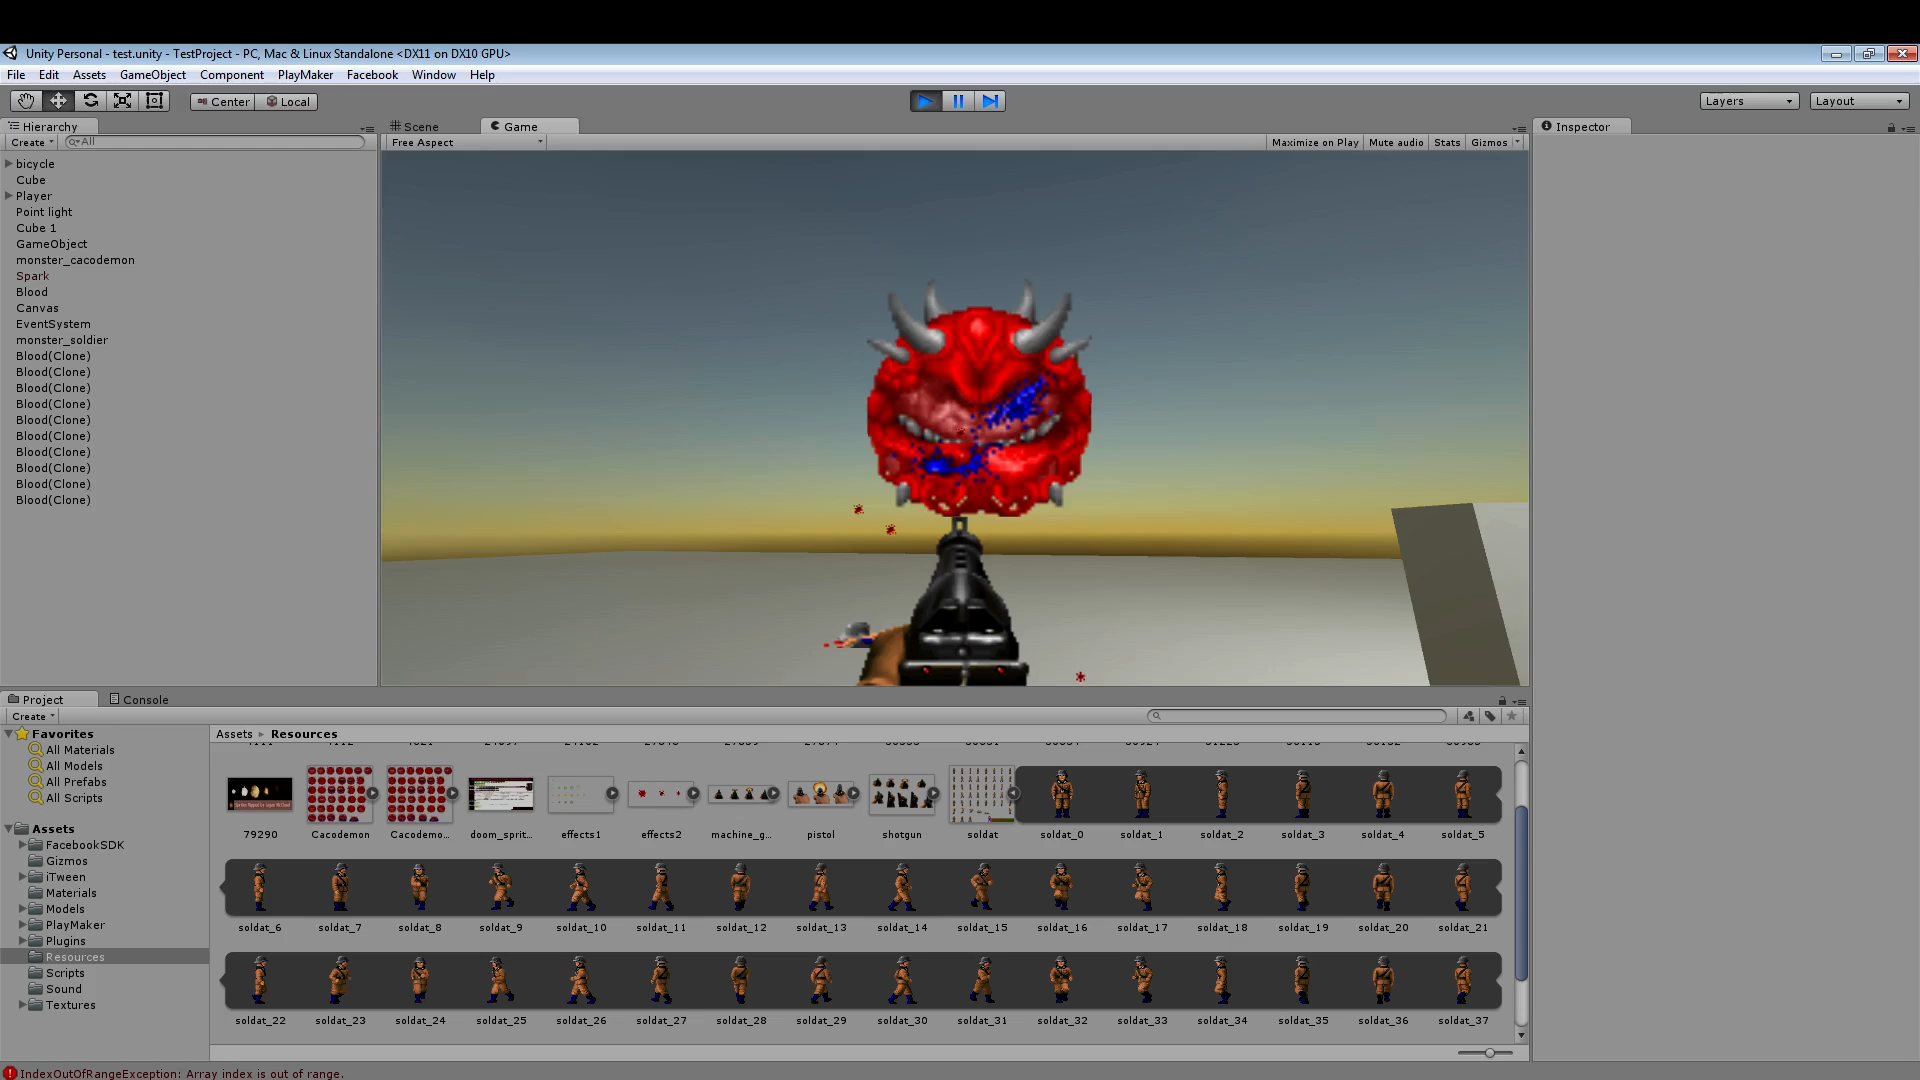 Unity Personal - test.unity - TestProject - PC, Mac & Linux Standalone <DX11 on DX10 GPU>
File Edit Assets GameObject Component PlayMaker Facebook Window Help
Center Local Layers Layout
Hierarchy
Create All
bicycle
Cube
Player
Point light
Cube 1
GameObject
monster_cacodemon
Spark
Blood
Canvas
EventSystem
monster_soldier
Blood(Clone)
Blood(Clone)
Blood(Clone)
Blood(Clone)
Blood(Clone)
Blood(Clone)
Blood(Clone)
Blood(Clone)
Blood(Clone)
Blood(Clone)
Scene Game
Free Aspect Maximize on Play Mute audio Stats Gizmos
Inspector
Project Console
Create
Favorites
All Materials
All Models
All Prefabs
All Scripts
Assets
FacebookSDK
Gizmos
iTween
Materials
Models
PlayMaker
Plugins
Resources
Scripts
Sound
Textures
Assets Resources
79290 Cacodemon Cacodemo... doom_sprit... effects1 effects2 machine_g... pistol shotgun soldat soldat_0 soldat_1 soldat_2 soldat_3 soldat_4 soldat_5
soldat_6 soldat_7 soldat_8 soldat_9 soldat_10 soldat_11 soldat_12 soldat_13 soldat_14 soldat_15 soldat_16 soldat_17 soldat_18 soldat_19 soldat_20 soldat_21
soldat_22 soldat_23 soldat_24 soldat_25 soldat_26 soldat_27 soldat_28 soldat_29 soldat_30 soldat_31 soldat_32 soldat_33 soldat_34 soldat_35 soldat_36 soldat_37
IndexOutOfRangeException: Array index is out of range.